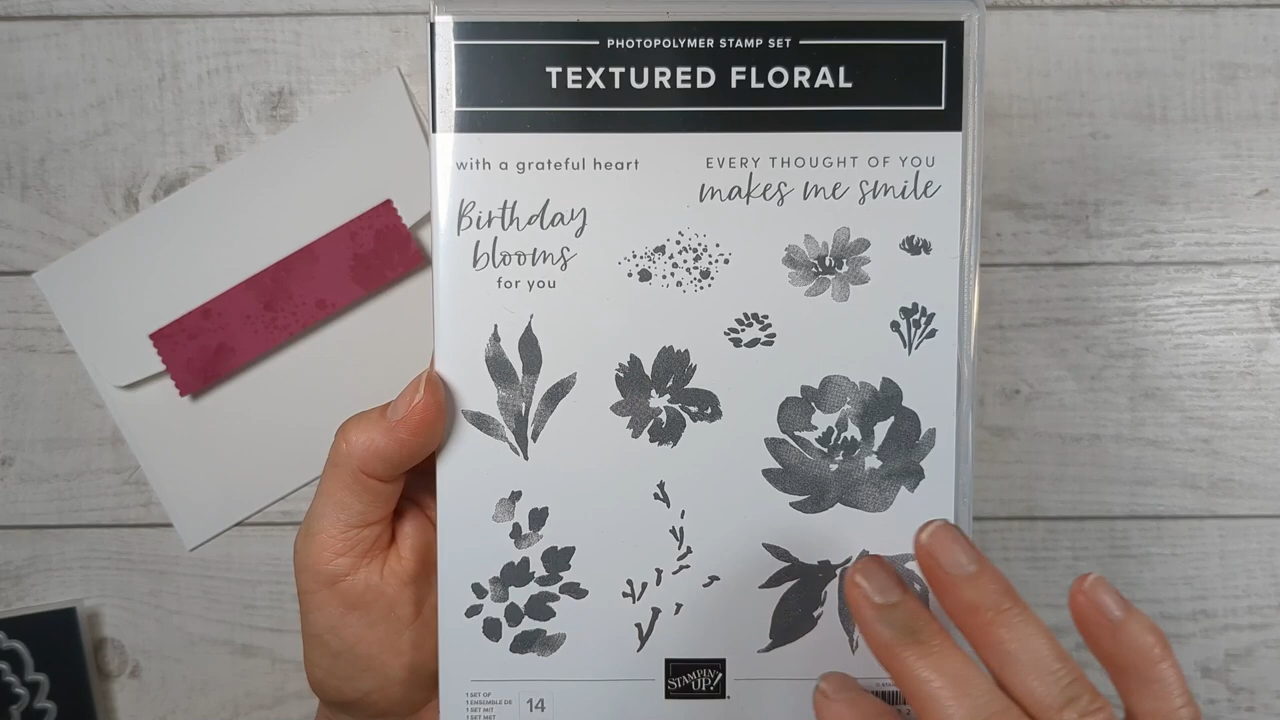 PHOTOPOLYMER STAMP SET
TEXTURED FLORAL
with a grateful heart
EVERY THOUGHT OF YOU
makes me smile
Birthday
blooms
for you
STAMPIN' UP!
1 SET OF
1 ENSEMBLE DE
1 SET MIT
1 SET MET
14